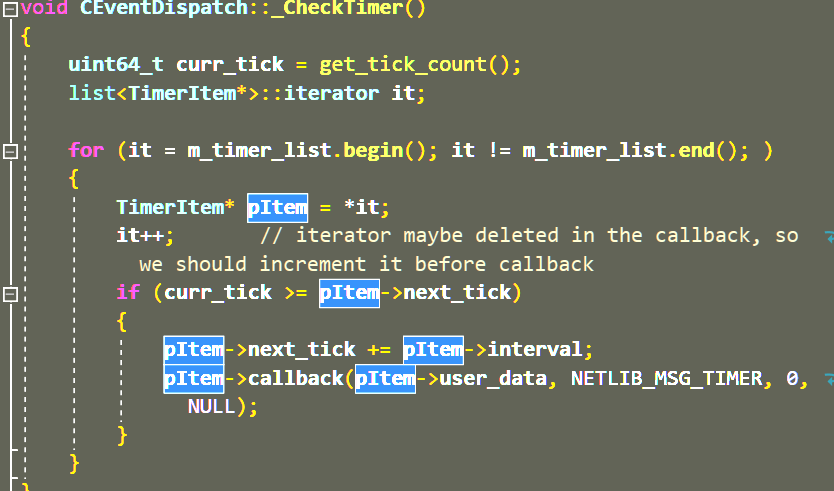 void CEventDispatch::_CheckTimer()
{
uint64_t curr_tick = get_tick_count();
list<TimerItem*>::iterator it;
for (it = m_timer_list.begin(); it != m_timer_list.end(); )
{
TimerItem* pItem = *it;
it++; // iterator maybe deleted in the callback, so
we should increment it before callback
if (curr_tick >= pItem->next_tick)
{
pItem->next_tick += pItem->interval;
pItem->callback(pItem->user_data, NETLIB_MSG_TIMER, 0,
NULL);
}
}
}